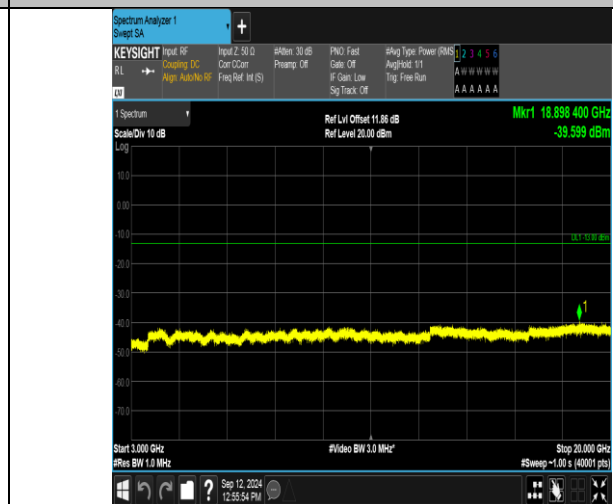 Spectrum Analyzer 1
Swept SA
+
KEYSIGHT Input: RF Input Z: 50 Ω #Atten: 30 dB PNO: Fast #Avg Type: Power (RMS 1 2 3 4 5 6
RL Coupling: DC Corr CCorr Preamp: Off Gate: Off Avg|Hold: 1/1 A W W W W W
Align: Auto/No RF Freq Ref: Int (S) IF Gain: Low Trig: Free Run
Sig Track: Off A A A A A A
LXI
1 Spectrum Ref Lvl Offset 11.86 dB Mkr1 18.898 400 GHz
Scale/Div 10 dB Ref Level 20.00 dBm -39.599 dBm
Log
10.0
0.00
-10.0
DL1 -13.00 dBm
-20.0
-30.0
1
-40.0
-50.0
-60.0
-70.0
Start 3.000 GHz #Video BW 3.0 MHz* Stop 20.000 GHz
#Res BW 1.0 MHz #Sweep ~1.00 s (40001 pts)
? Sep 12, 2024
12:55:54 PM